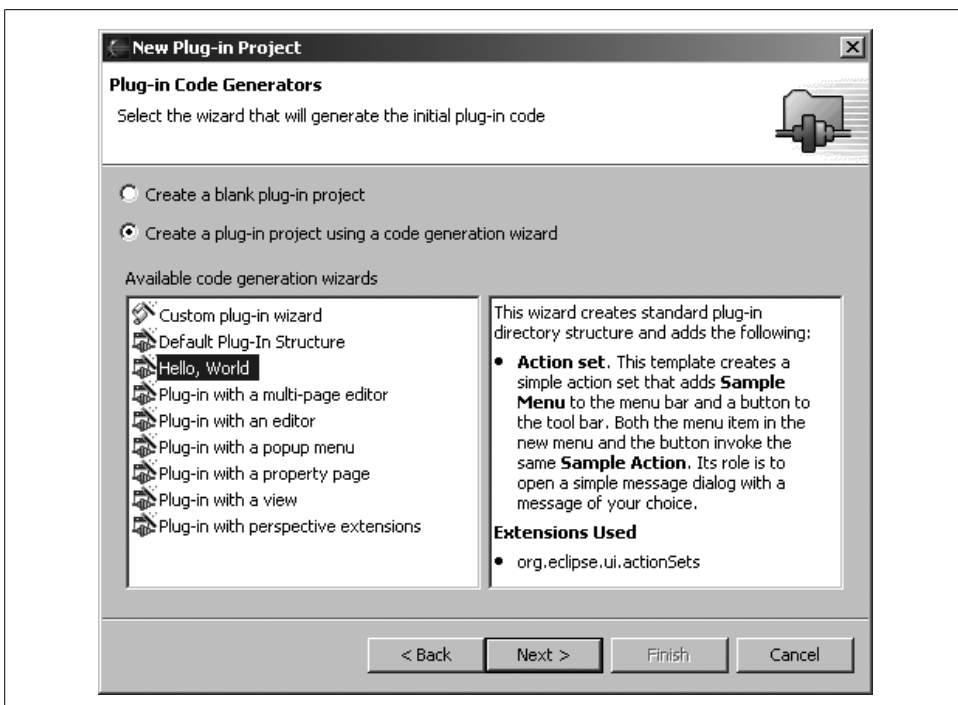 New Plug-in Project
Plug-in Code Generators
Select the wizard that will generate the initial plug-in code
Create a blank plug-in project
Create a plug-in project using a code generation wizard
Available code generation wizards
Custom plug-in wizard
Default Plug-In Structure
Hello, World
Plug-in with a multi-page editor
Plug-in with an editor
Plug-in with a popup menu
Plug-in with a property page
Plug-in with a view
Plug-in with perspective extensions
This wizard creates standard plug-in
directory structure and adds the following:
• Action set. This template creates a
simple action set that adds Sample
Menu to the menu bar and a button to
the tool bar. Both the menu item in the
new menu and the button invoke the
same Sample Action. Its role is to
open a simple message dialog with a
message of your choice.
Extensions Used
• org.eclipse.ui.actionSets
< Back
Next >
Finish
Cancel